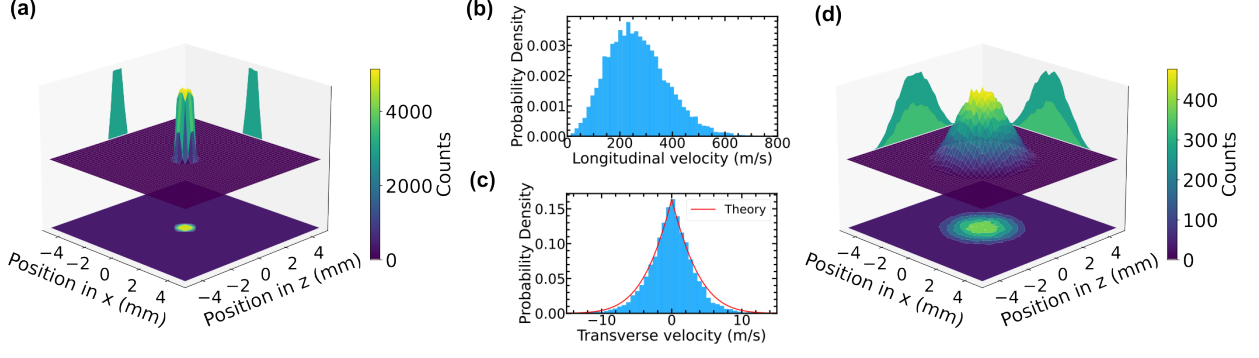 (a)
4000
2000
0
Counts
−4
−2
0
2
4
Position in x (mm)
−4
−2
0
2
4
Position in z (mm)
(b)
Probability Density
0.003
0.002
0.001
0.000
0
200
400
600
800
Longitudinal velocity (m/s)
(c)
Probability Density
0.15
0.10
0.05
0.00
−10
0
10
Transverse velocity (m/s)
Theory
(d)
400
300
200
100
0
Counts
−4
−2
0
2
4
Position in x (mm)
−4
−2
0
2
4
Position in z (mm)